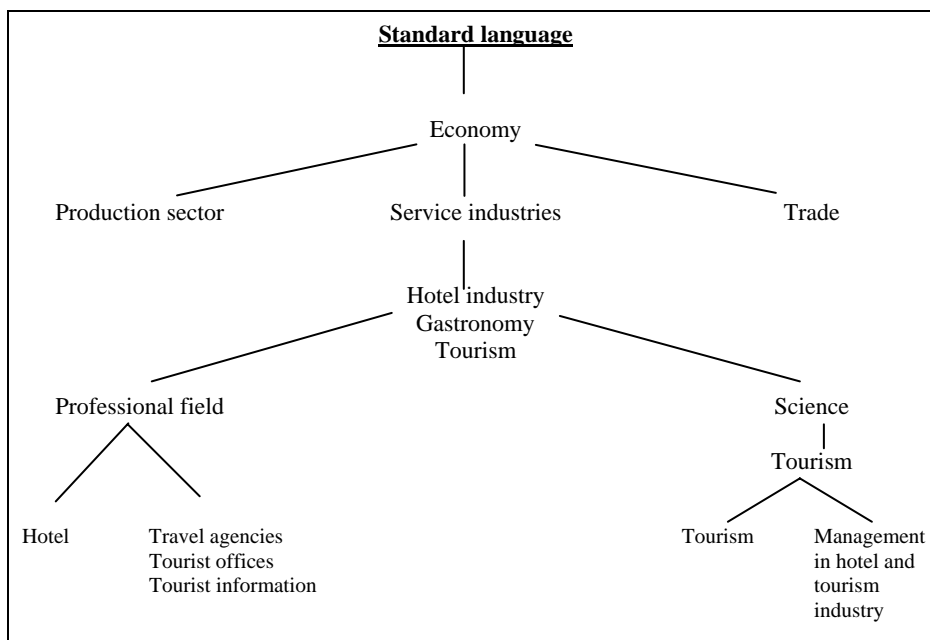 Standard language
Economy
Production sector
Service industries
Trade
Hotel industry
Gastronomy
Tourism
Professional field
Science
Tourism
Hotel
Travel agencies
Tourist offices
Tourist information
Tourism
Management
in hotel and
tourism
industry